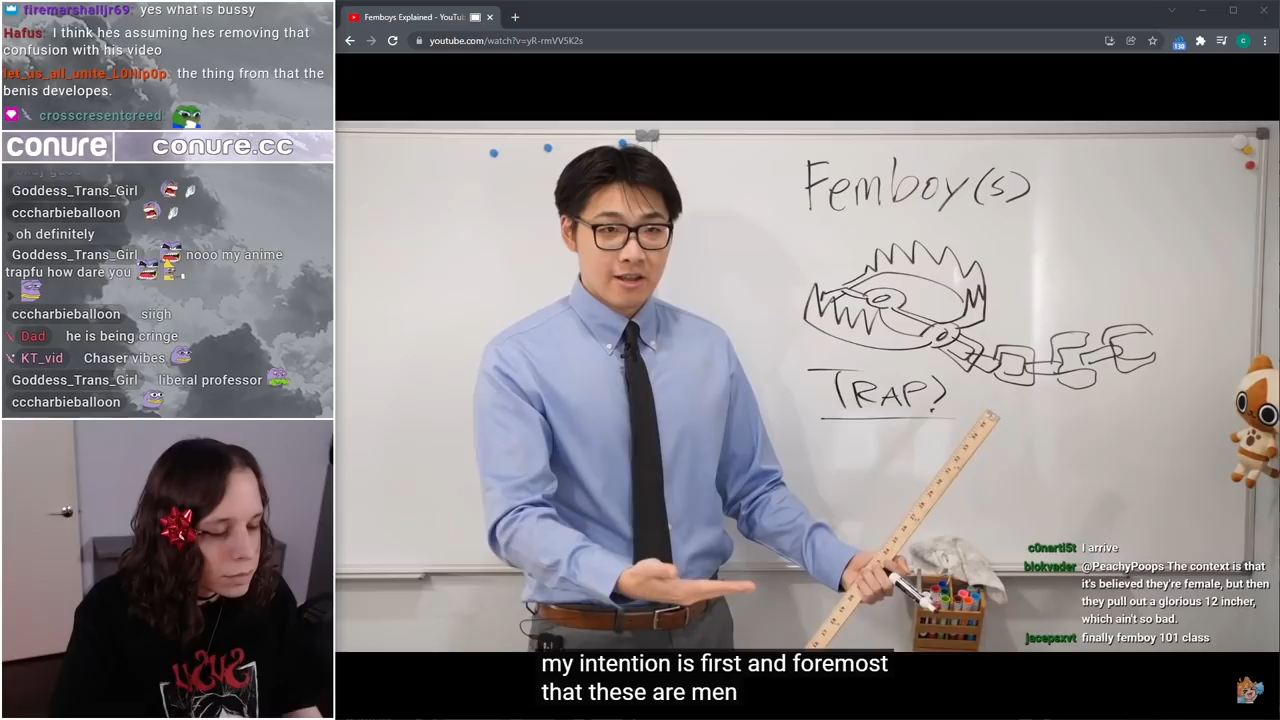 firemarshalljr69: yes what is bussy
Hafus: I think hes assuming hes removing that
confusion with his video
let_us_all_unite_L0llip0p the thing from that the
benis developes.
crosscresentcreed
conure conure.cc
Goddess_Trans_Girl
cccharbieballoon
oh definitely
Goddess_Trans_Girl nooo my anime
trapfu how dare you
cccharbieballoon siigh
Dad he is being cringe
KT_vid Chaser vibes
Goddess_Trans_Girl liberal professor
cccharbieballoon
Femboys Explained - YouTu
youtube.com/watch?v=yR-rmVV5K2s
130
c
Femboy(s)
TRAP?
c0narti5t I arrive
blokvader @PeachyPoops The context is that
it's believed they're female, but then
they pull out a glorious 12 incher,
which ain't so bad.
jacepsxvt finally femboy 101 class
my intention is first and foremost
that these are men